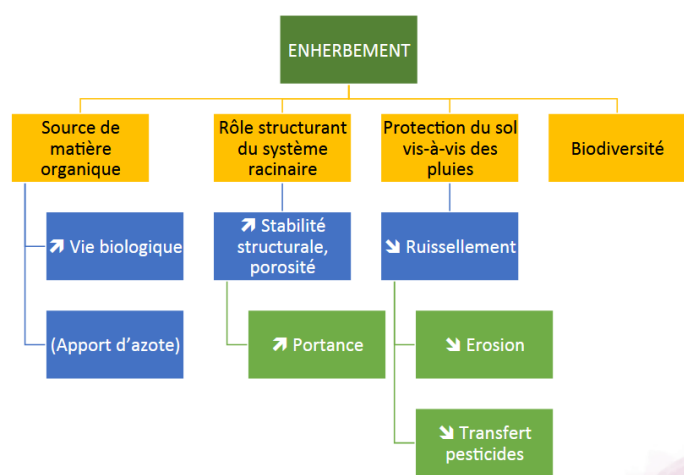 ENHERBEMENT
Source de
matière
organique
Rôle structurant
du système
racinaire
Protection du sol
vis-à-vis des
pluies
Biodiversité
↗ Vie biologique
↗ Stabilité
structurale,
porosité
↘ Ruissellement
(Apport d'azote)
↗ Portance
↘ Erosion
↘ Transfert
pesticides